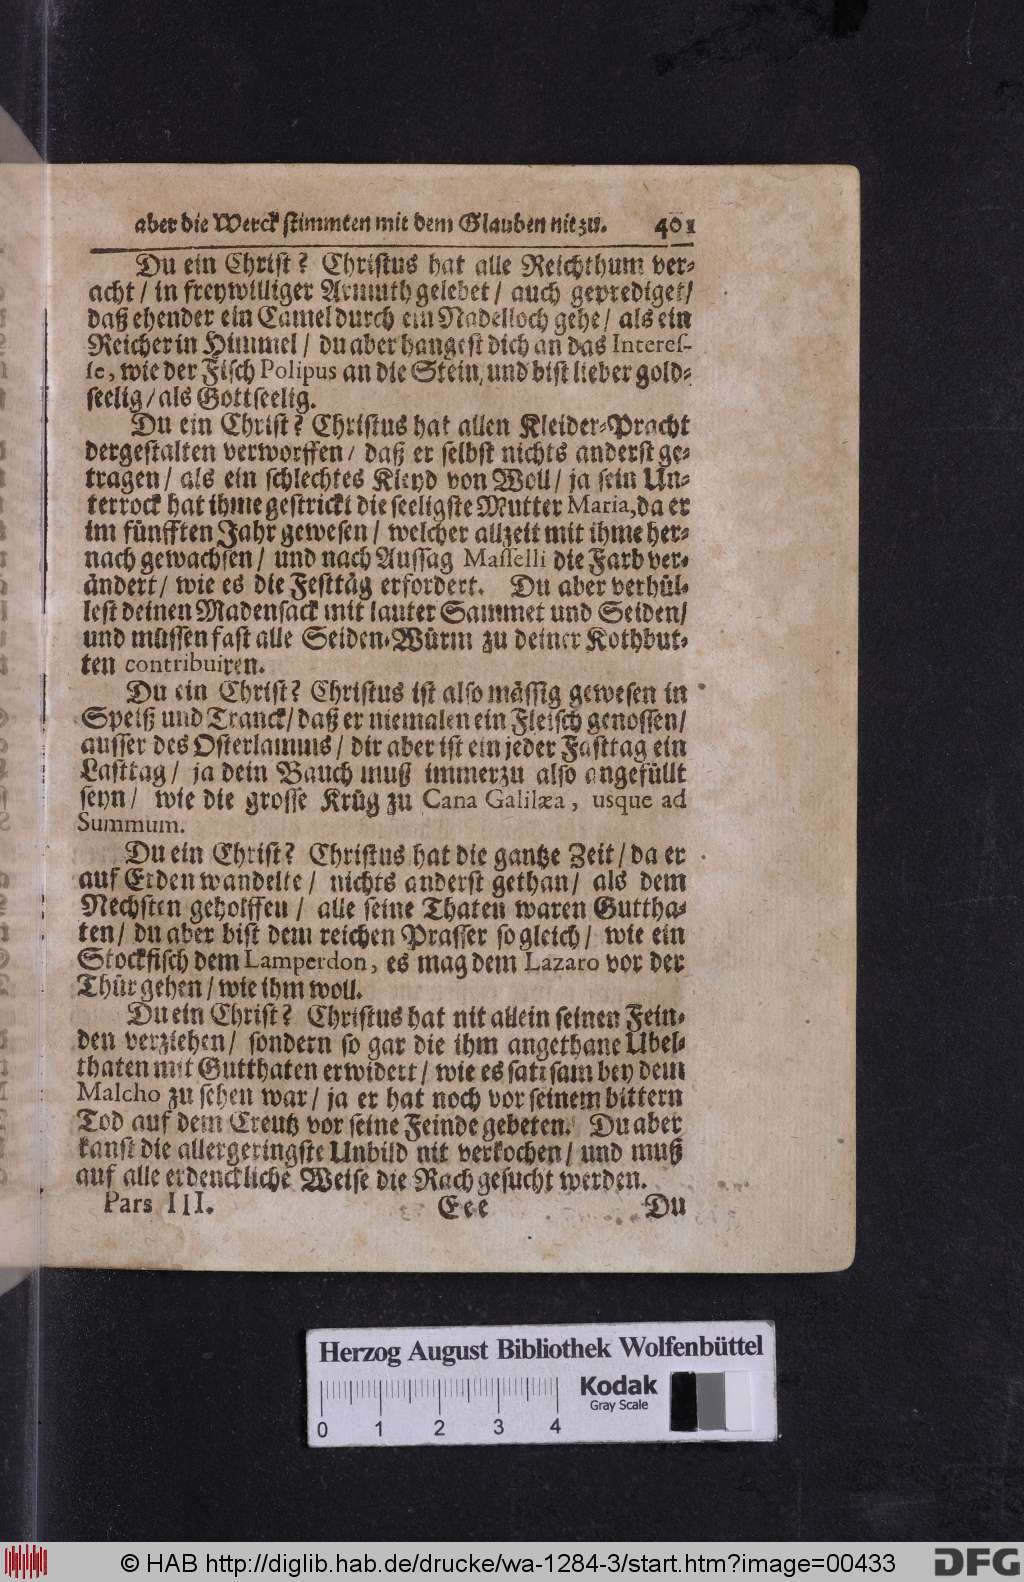 aber die Werck stimmten mit dem Glauben nit zu. 401
Du ein Christ? Christus hat alle Reichthum ver-
acht / in freywilliger Armuth gelebet / auch geprediget /
daß ehender ein Camel durch ein Nadelloch gehe / als ein
Reicher in Himmel / du aber hangest dich an das Interes-
se, wie der Fisch Polipus an die Stein, und bist lieber gold-
seelig / als Gottseelig.
Du ein Christ? Christus hat allen Kleider-Pracht
dergestalten verworffen / daß er selbst nichts anderst ge-
tragen / als ein schlechtes Kleyd von Woll / ja sein Un-
terrock hat ihme gestrickt die seeligste Mutter Maria, da er
im fünfften Jahr gewesen / welcher allzeit mit ihme her-
nach gewachsen / und nach Aussag Masselli die Farb ver-
ändert / wie es die Festtäg erfordert. Du aber verhül-
lest deinen Madensack mit lauter Sammet und Seiden /
und müssen fast alle Seiden-Würm zu deiner Kothbut-
ten contribuiren.
Du ein Christ? Christus ist also mässig gewesen in
Speiß und Tranck / daß er niemalen ein Fleisch genossen /
ausser des Osterlamms / dir aber ist ein jeder Fasttag ein
Lasttag / ja dein Bauch muß immerzu also angefüllt
seyn / wie die grosse Krüg zu Cana Galilæa, usque ad
Summum.
Du ein Christ? Christus hat die gantze Zeit / da er
auf Erden wandelte / nichts anderst gethan / als dem
Nechsten geholffen / alle seine Thaten waren Guttha-
ten / du aber bist dem reichen Prasser so gleich / wie ein
Stockfisch dem Lamperdon, es mag dem Lazaro vor der
Thür gehen / wie ihm woll.
Du ein Christ? Christus hat nit allein seinen Fein-
den verziehen / sondern so gar die ihm angethane Ubel-
thaten mit Gutthaten erwidert / wie es sattsam bey dem
Malcho zu sehen war / ja er hat noch vor seinem bittern
Tod auf dem Creutz vor seine Feinde gebeten. Du aber
kanst die allergeringste Unbild nit verkochen / und muß
auf alle erdenckliche Weise die Rach gesucht werden.
Pars III. Eee Du
Herzog August Bibliothek Wolfenbüttel
Kodak
Gray Scale
0 1 2 3 4
© HAB http://diglib.hab.de/drucke/wa-1284-3/start.htm?image=00433
DFG